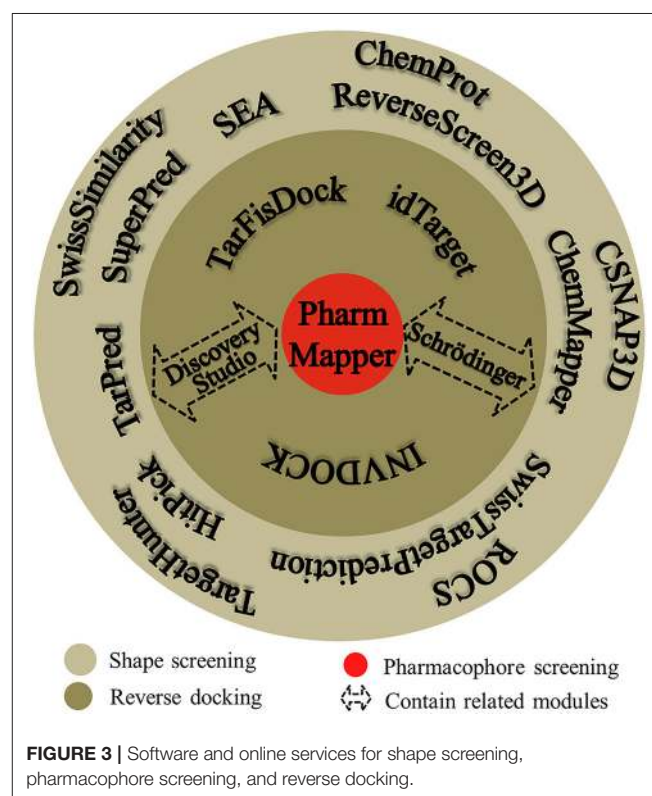 ChemProt
ReverseScreen3D
SEA
SwissSimilarity
SuperPred
TarFisDock
idTarget
CSNAP3D
ChemMapper
Pharm
Mapper
Discovery
Studio
Schrödinger
TarPred
INVDOCK
HitPick
TargetHunter
SwissTargetPrediction
ROCS
Shape screening
Pharmacophore screening
Reverse docking
Contain related modules
FIGURE 3 | Software and online services for shape screening,
pharmacophore screening, and reverse docking.